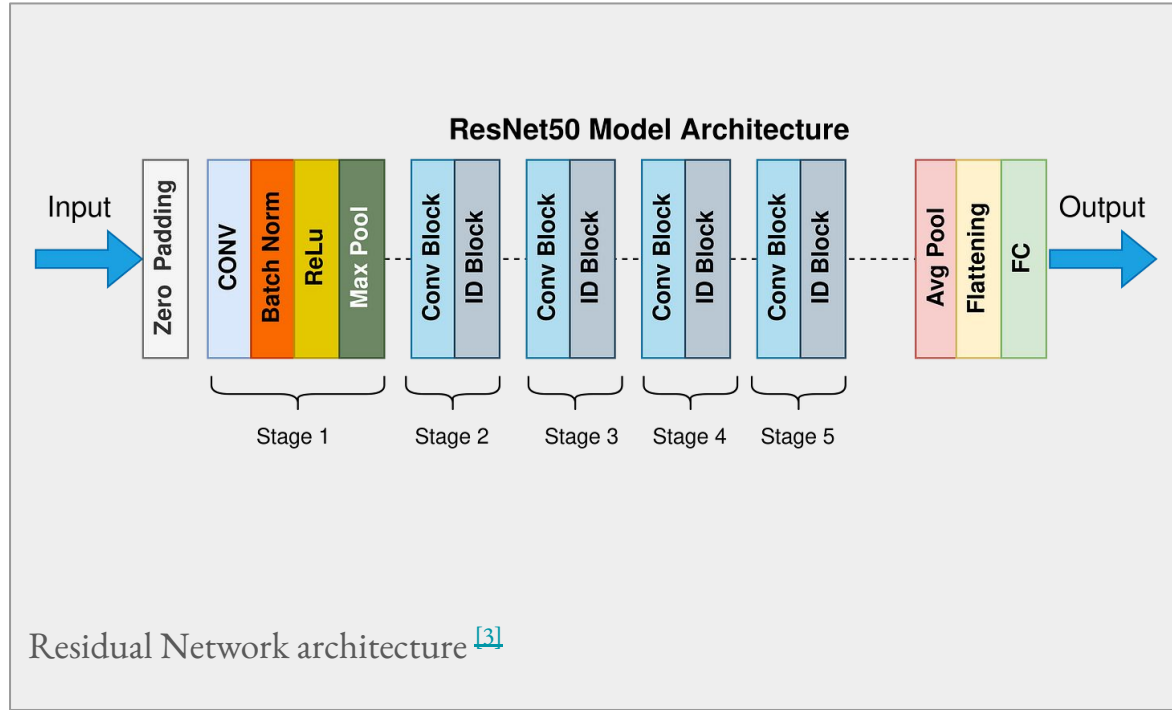 ResNet50 Model Architecture
Input
Zero Padding
CONV
Batch Norm
ReLu
Max Pool
Conv Block
ID Block
Conv Block
ID Block
Conv Block
ID Block
Conv Block
ID Block
Avg Pool
Flattening
FC
Output
Stage 1
Stage 2
Stage 3
Stage 4
Stage 5
Residual Network architecture [3]